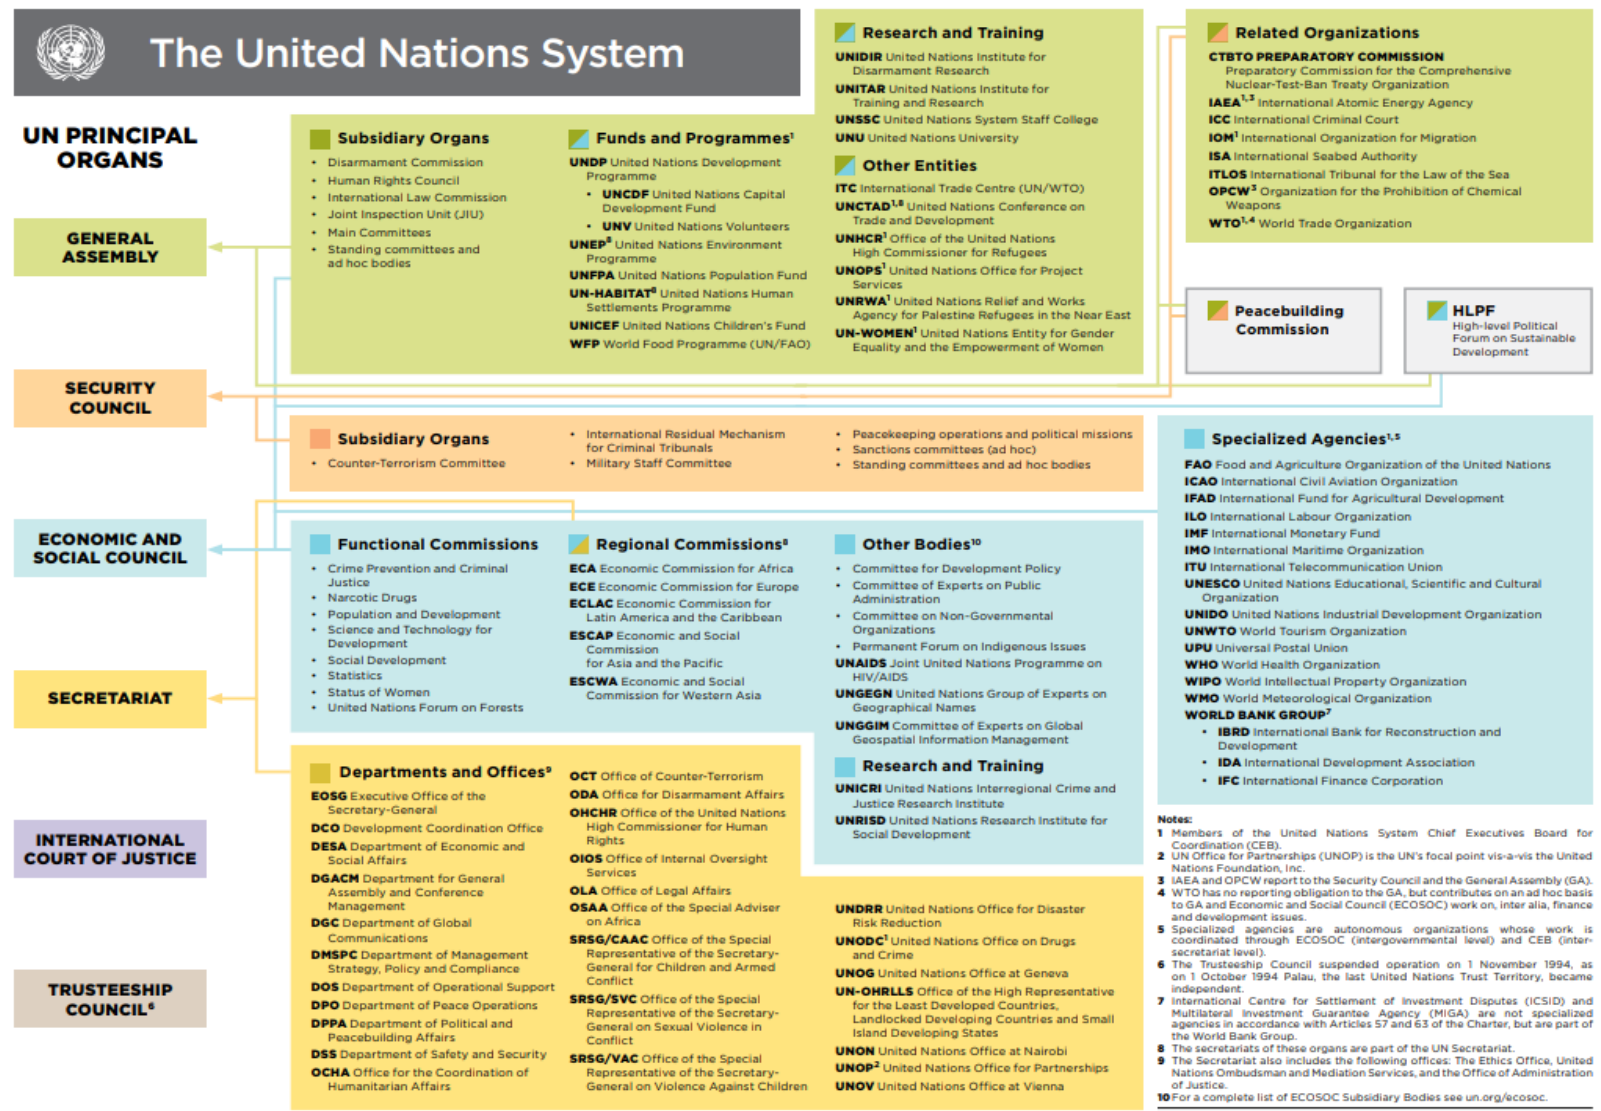 The United Nations System
UN PRINCIPAL
ORGANS
GENERAL
ASSEMBLY
SECURITY
COUNCIL
ECONOMIC AND
SOCIAL COUNCIL
SECRETARIAT
INTERNATIONAL
COURT OF JUSTICE
TRUSTEESHIP
COUNCIL⁶
Subsidiary Organs
• Disarmament Commission
• Human Rights Council
• International Law Commission
• Joint Inspection Unit (JIU)
• Main Committees
• Standing committees and
ad hoc bodies
Funds and Programmes¹
UNDP United Nations Development
Programme
• UNCDF United Nations Capital
Development Fund
• UNV United Nations Volunteers
UNEP⁸ United Nations Environment
Programme
UNFPA United Nations Population Fund
UN-HABITAT⁸ United Nations Human
Settlements Programme
UNICEF United Nations Children's Fund
WFP World Food Programme (UN/FAO)
Research and Training
UNIDIR United Nations Institute for
Disarmament Research
UNITAR United Nations Institute for
Training and Research
UNSSC United Nations System Staff College
UNU United Nations University
Other Entities
ITC International Trade Centre (UN/WTO)
UNCTAD¹,⁸ United Nations Conference on
Trade and Development
UNHCR¹ Office of the United Nations
High Commissioner for Refugees
UNOPS¹ United Nations Office for Project
Services
UNRWA¹ United Nations Relief and Works
Agency for Palestine Refugees in the Near East
UN-WOMEN¹ United Nations Entity for Gender
Equality and the Empowerment of Women
Related Organizations
CTBTO PREPARATORY COMMISSION
Preparatory Commission for the Comprehensive
Nuclear-Test-Ban Treaty Organization
IAEA¹,³ International Atomic Energy Agency
ICC International Criminal Court
IOM¹ International Organization for Migration
ISA International Seabed Authority
ITLOS International Tribunal for the Law of the Sea
OPCW³ Organization for the Prohibition of Chemical
Weapons
WTO¹,⁴ World Trade Organization
Peacebuilding
Commission
HLPF
High-level Political
Forum on Sustainable
Development
Subsidiary Organs
• Counter-Terrorism Committee
• International Residual Mechanism
for Criminal Tribunals
• Military Staff Committee
• Peacekeeping operations and political missions
• Sanctions committees (ad hoc)
• Standing committees and ad hoc bodies
Functional Commissions
• Crime Prevention and Criminal
Justice
• Narcotic Drugs
• Population and Development
• Science and Technology for
Development
• Social Development
• Statistics
• Status of Women
• United Nations Forum on Forests
Regional Commissions⁸
ECA Economic Commission for Africa
ECE Economic Commission for Europe
ECLAC Economic Commission for
Latin America and the Caribbean
ESCAP Economic and Social
Commission
for Asia and the Pacific
ESCWA Economic and Social
Commission for Western Asia
Other Bodies¹⁰
• Committee for Development Policy
• Committee of Experts on Public
Administration
• Committee on Non-Governmental
Organizations
• Permanent Forum on Indigenous Issues
UNAIDS Joint United Nations Programme on
HIV/AIDS
UNGEGN United Nations Group of Experts on
Geographical Names
UNGGIM Committee of Experts on Global
Geospatial Information Management
Research and Training
UNICRI United Nations Interregional Crime and
Justice Research Institute
UNRISD United Nations Research Institute for
Social Development
Specialized Agencies¹,⁵
FAO Food and Agriculture Organization of the United Nations
ICAO International Civil Aviation Organization
IFAD International Fund for Agricultural Development
ILO International Labour Organization
IMF International Monetary Fund
IMO International Maritime Organization
ITU International Telecommunication Union
UNESCO United Nations Educational, Scientific and Cultural
Organization
UNIDO United Nations Industrial Development Organization
UNWTO World Tourism Organization
UPU Universal Postal Union
WHO World Health Organization
WIPO World Intellectual Property Organization
WMO World Meteorological Organization
WORLD BANK GROUP⁷
• IBRD International Bank for Reconstruction and
Development
• IDA International Development Association
• IFC International Finance Corporation
Departments and Offices⁹
EOSG Executive Office of the
Secretary-General
DCO Development Coordination Office
DESA Department of Economic and
Social Affairs
DGACM Department for General
Assembly and Conference
Management
DGC Department of Global
Communications
DMSPC Department of Management
Strategy, Policy and Compliance
DOS Department of Operational Support
DPO Department of Peace Operations
DPPA Department of Political and
Peacebuilding Affairs
DSS Department of Safety and Security
OCHA Office for the Coordination of
Humanitarian Affairs
OCT Office of Counter-Terrorism
ODA Office for Disarmament Affairs
OHCHR Office of the United Nations
High Commissioner for Human
Rights
OIOS Office of Internal Oversight
Services
OLA Office of Legal Affairs
OSAA Office of the Special Adviser
on Africa
SRSG/CAAC Office of the Special
Representative of the Secretary-
General for Children and Armed
Conflict
SRSG/SVC Office of the Special
Representative of the Secretary-
General on Sexual Violence in
Conflict
SRSG/VAC Office of the Special
Representative of the Secretary-
General on Violence Against Children
UNDRR United Nations Office for Disaster
Risk Reduction
UNODC¹ United Nations Office on Drugs
and Crime
UNOG United Nations Office at Geneva
UN-OHRLLS Office of the High Representative
for the Least Developed Countries,
Landlocked Developing Countries and Small
Island Developing States
UNON United Nations Office at Nairobi
UNOP² United Nations Office for Partnerships
UNOV United Nations Office at Vienna
Notes:
1 Members of the United Nations System Chief Executives Board for
Coordination (CEB).
2 UN Office for Partnerships (UNOP) is the UN's focal point vis-a-vis the United
Nations Foundation, Inc.
3 IAEA and OPCW report to the Security Council and the General Assembly (GA).
4 WTO has no reporting obligation to the GA, but contributes on an ad hoc basis
to GA and Economic and Social Council (ECOSOC) work on, inter alia, finance
and development issues.
5 Specialized agencies are autonomous organizations whose work is
coordinated through ECOSOC (intergovernmental level) and CEB (inter-
secretariat level).
6 The Trusteeship Council suspended operation on 1 November 1994, as
on 1 October 1994 Palau, the last United Nations Trust Territory, became
independent.
7 International Centre for Settlement of Investment Disputes (ICSID) and
Multilateral Investment Guarantee Agency (MIGA) are not specialized
agencies in accordance with Articles 57 and 63 of the Charter, but are part of
the World Bank Group.
8 The secretariats of these organs are part of the UN Secretariat.
9 The Secretariat also includes the following offices: The Ethics Office, United
Nations Ombudsman and Mediation Services, and the Office of Administration
of Justice.
10 For a complete list of ECOSOC Subsidiary Bodies see un.org/ecosoc.